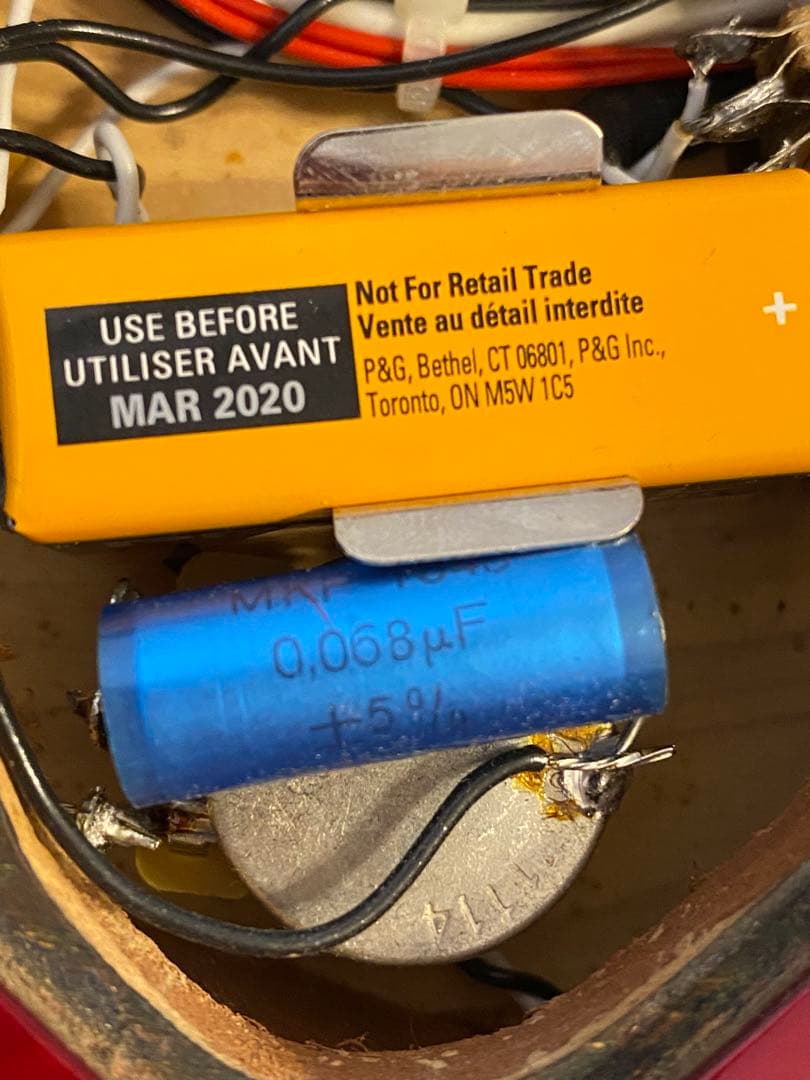 USE BEFORE
UTILISER AVANT
MAR 2020
Not For Retail Trade
Vente au détail interdite
P&G, Bethel, CT 06801, P&G Inc.,
Toronto, ON M5W 1C5
+
0,068µF
±5%